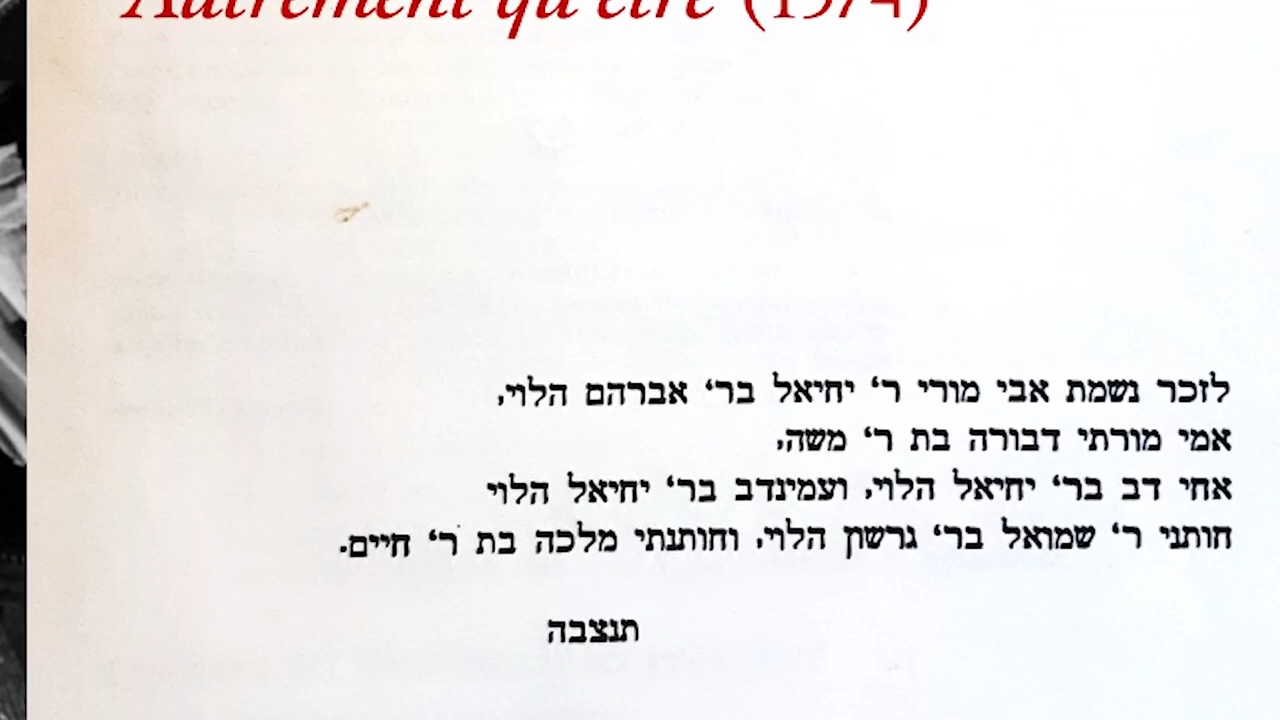 Autrement qu'être (1974)
לזכר נשמת אבי מורי ר׳ יחיאל בר׳ אברהם הלוי,
אמי מורתי דבורה בת ר׳ משה,
אחי דב בר׳ יחיאל הלוי, ועמינדב בר׳ יחיאל הלוי
חותני ר׳ שמואל בר׳ גרשון הלוי, וחותנתי מלכה בת ר׳ חיים.
תנצבה